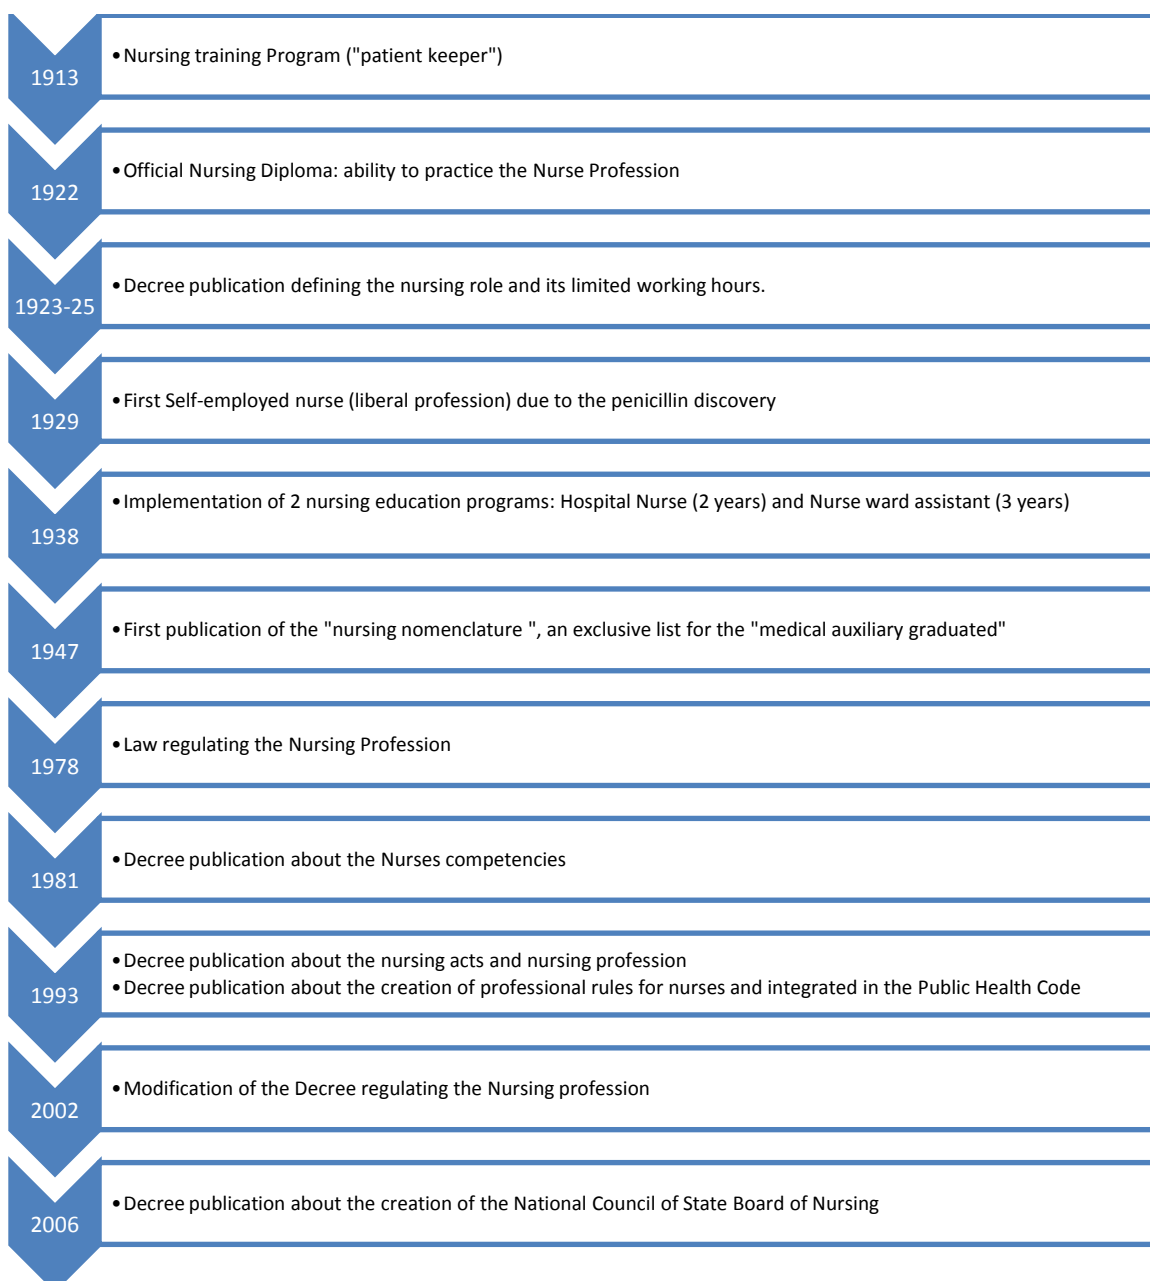 1913
•Nursing training Program ("patient keeper")
1922
•Official Nursing Diploma: ability to practice the Nurse Profession
1923-25
•Decree publication defining the nursing role and its limited working hours.
1929
•First Self-employed nurse (liberal profession) due to the penicillin discovery
1938
•Implementation of 2 nursing education programs: Hospital Nurse (2 years) and Nurse ward assistant (3 years)
1947
•First publication of the "nursing nomenclature ", an exclusive list for the "medical auxiliary graduated"
1978
•Law regulating the Nursing Profession
1981
•Decree publication about the Nurses competencies
1993
•Decree publication about the nursing acts and nursing profession
•Decree publication about the creation of professional rules for nurses and integrated in the Public Health Code
2002
•Modification of the Decree regulating the Nursing profession
2006
•Decree publication about the creation of the National Council of State Board of Nursing